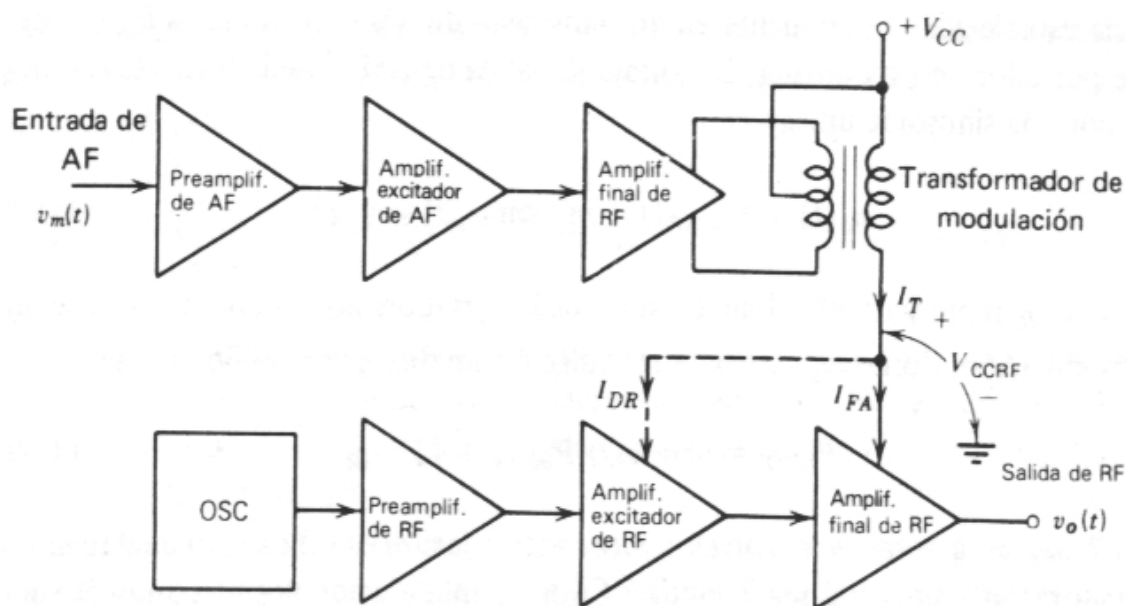 + V_CC
Entrada de
AF
v_m(t)
Preamplif.
de AF
Amplif.
excitador
de AF
Amplif.
final de
RF
Transformador de
modulación
I_T
+
V_CCRF
−
I_DR
I_FA
Salida de RF
OSC
Preamplif.
de RF
Amplif.
excitador
de RF
Amplif.
final de RF
v_o(t)